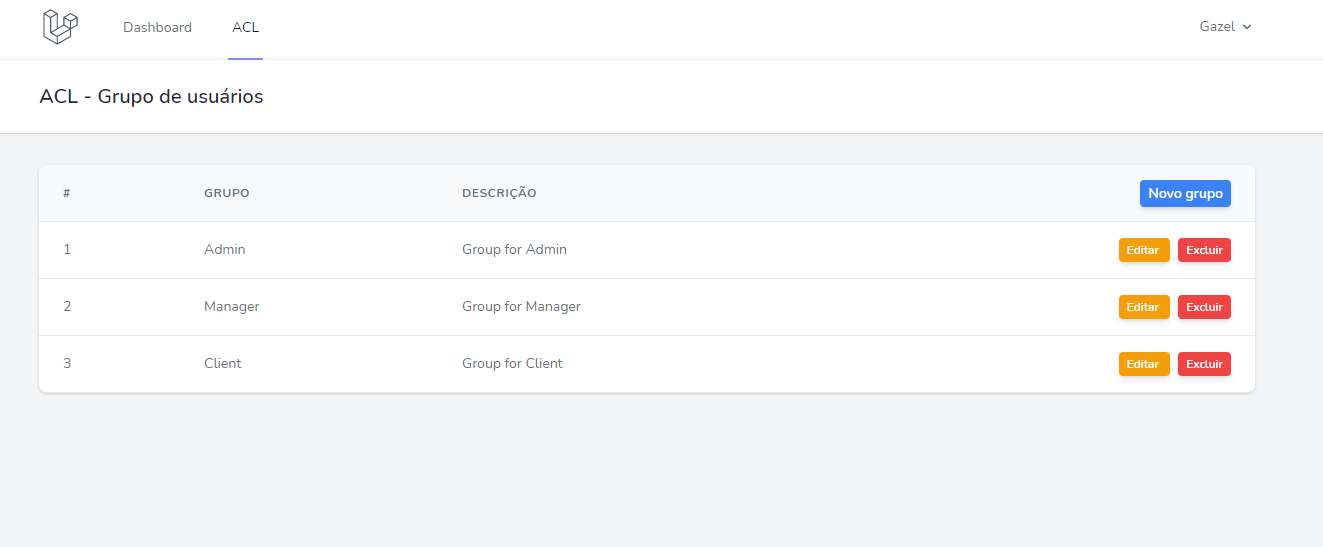 Dashboard ACL Gazel
ACL - Grupo de usuários
# GRUPO DESCRIÇÃO Novo grupo
1 Admin Group for Admin Editar Excluir
2 Manager Group for Manager Editar Excluir
3 Client Group for Client Editar Excluir